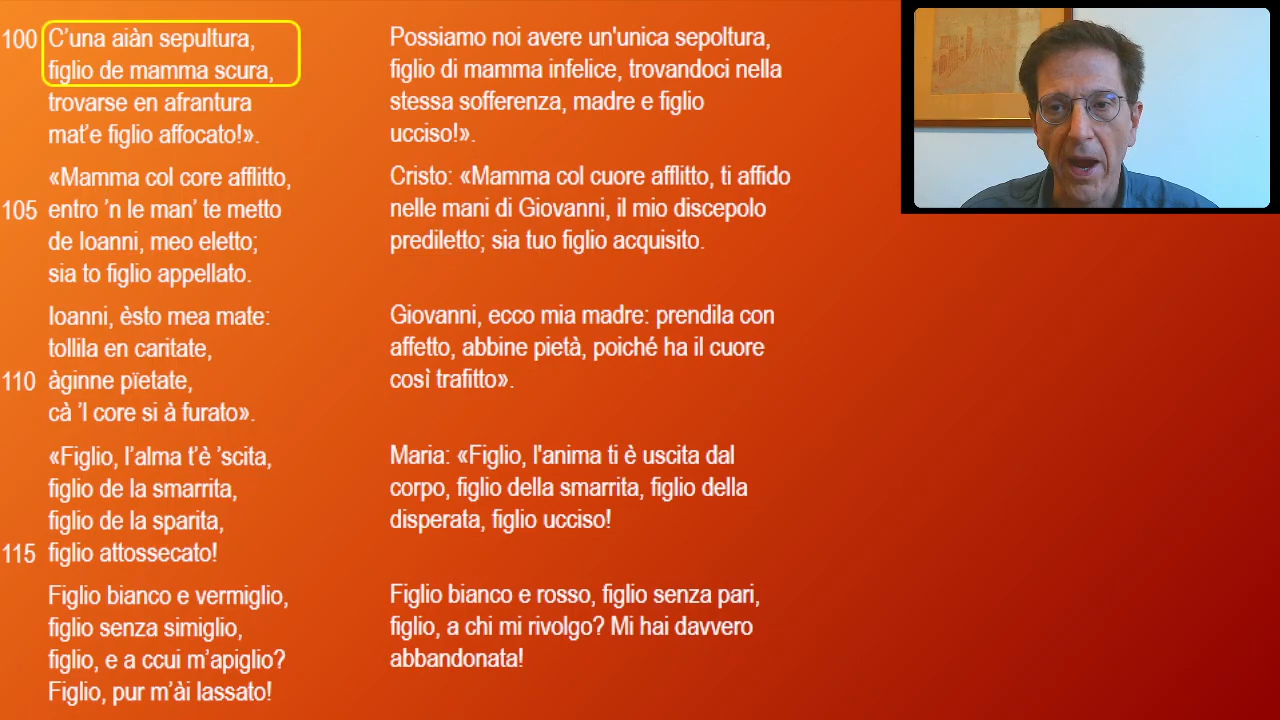 100 C'una aiàn sepultura,
figlio de mamma scura,
trovarse en afrantura
mat'e figlio affocato!».
«Mamma col core afflitto,
105 entro 'n le man' te metto
de Ioanni, meo eletto;
sia to figlio appellato.
Ioanni, èsto mea mate:
tollila en caritate,
110 àginne pïetate,
cà 'l core si à furato».
«Figlio, l'alma t'è 'scita,
figlio de la smarrita,
figlio de la sparita,
115 figlio attossecato!
Figlio bianco e vermiglio,
figlio senza simiglio,
figlio, e a ccui m'apiglio?
Figlio, pur m'ài lassato!
Possiamo noi avere un'unica sepoltura,
figlio di mamma infelice, trovandoci nella
stessa sofferenza, madre e figlio
ucciso!».
Cristo: «Mamma col cuore afflitto, ti affido
nelle mani di Giovanni, il mio discepolo
prediletto; sia tuo figlio acquisito.
Giovanni, ecco mia madre: prendila con
affetto, abbine pietà, poiché ha il cuore
così trafitto».
Maria: «Figlio, l'anima ti è uscita dal
corpo, figlio della smarrita, figlio della
disperata, figlio ucciso!
Figlio bianco e rosso, figlio senza pari,
figlio, a chi mi rivolgo? Mi hai davvero
abbandonata!